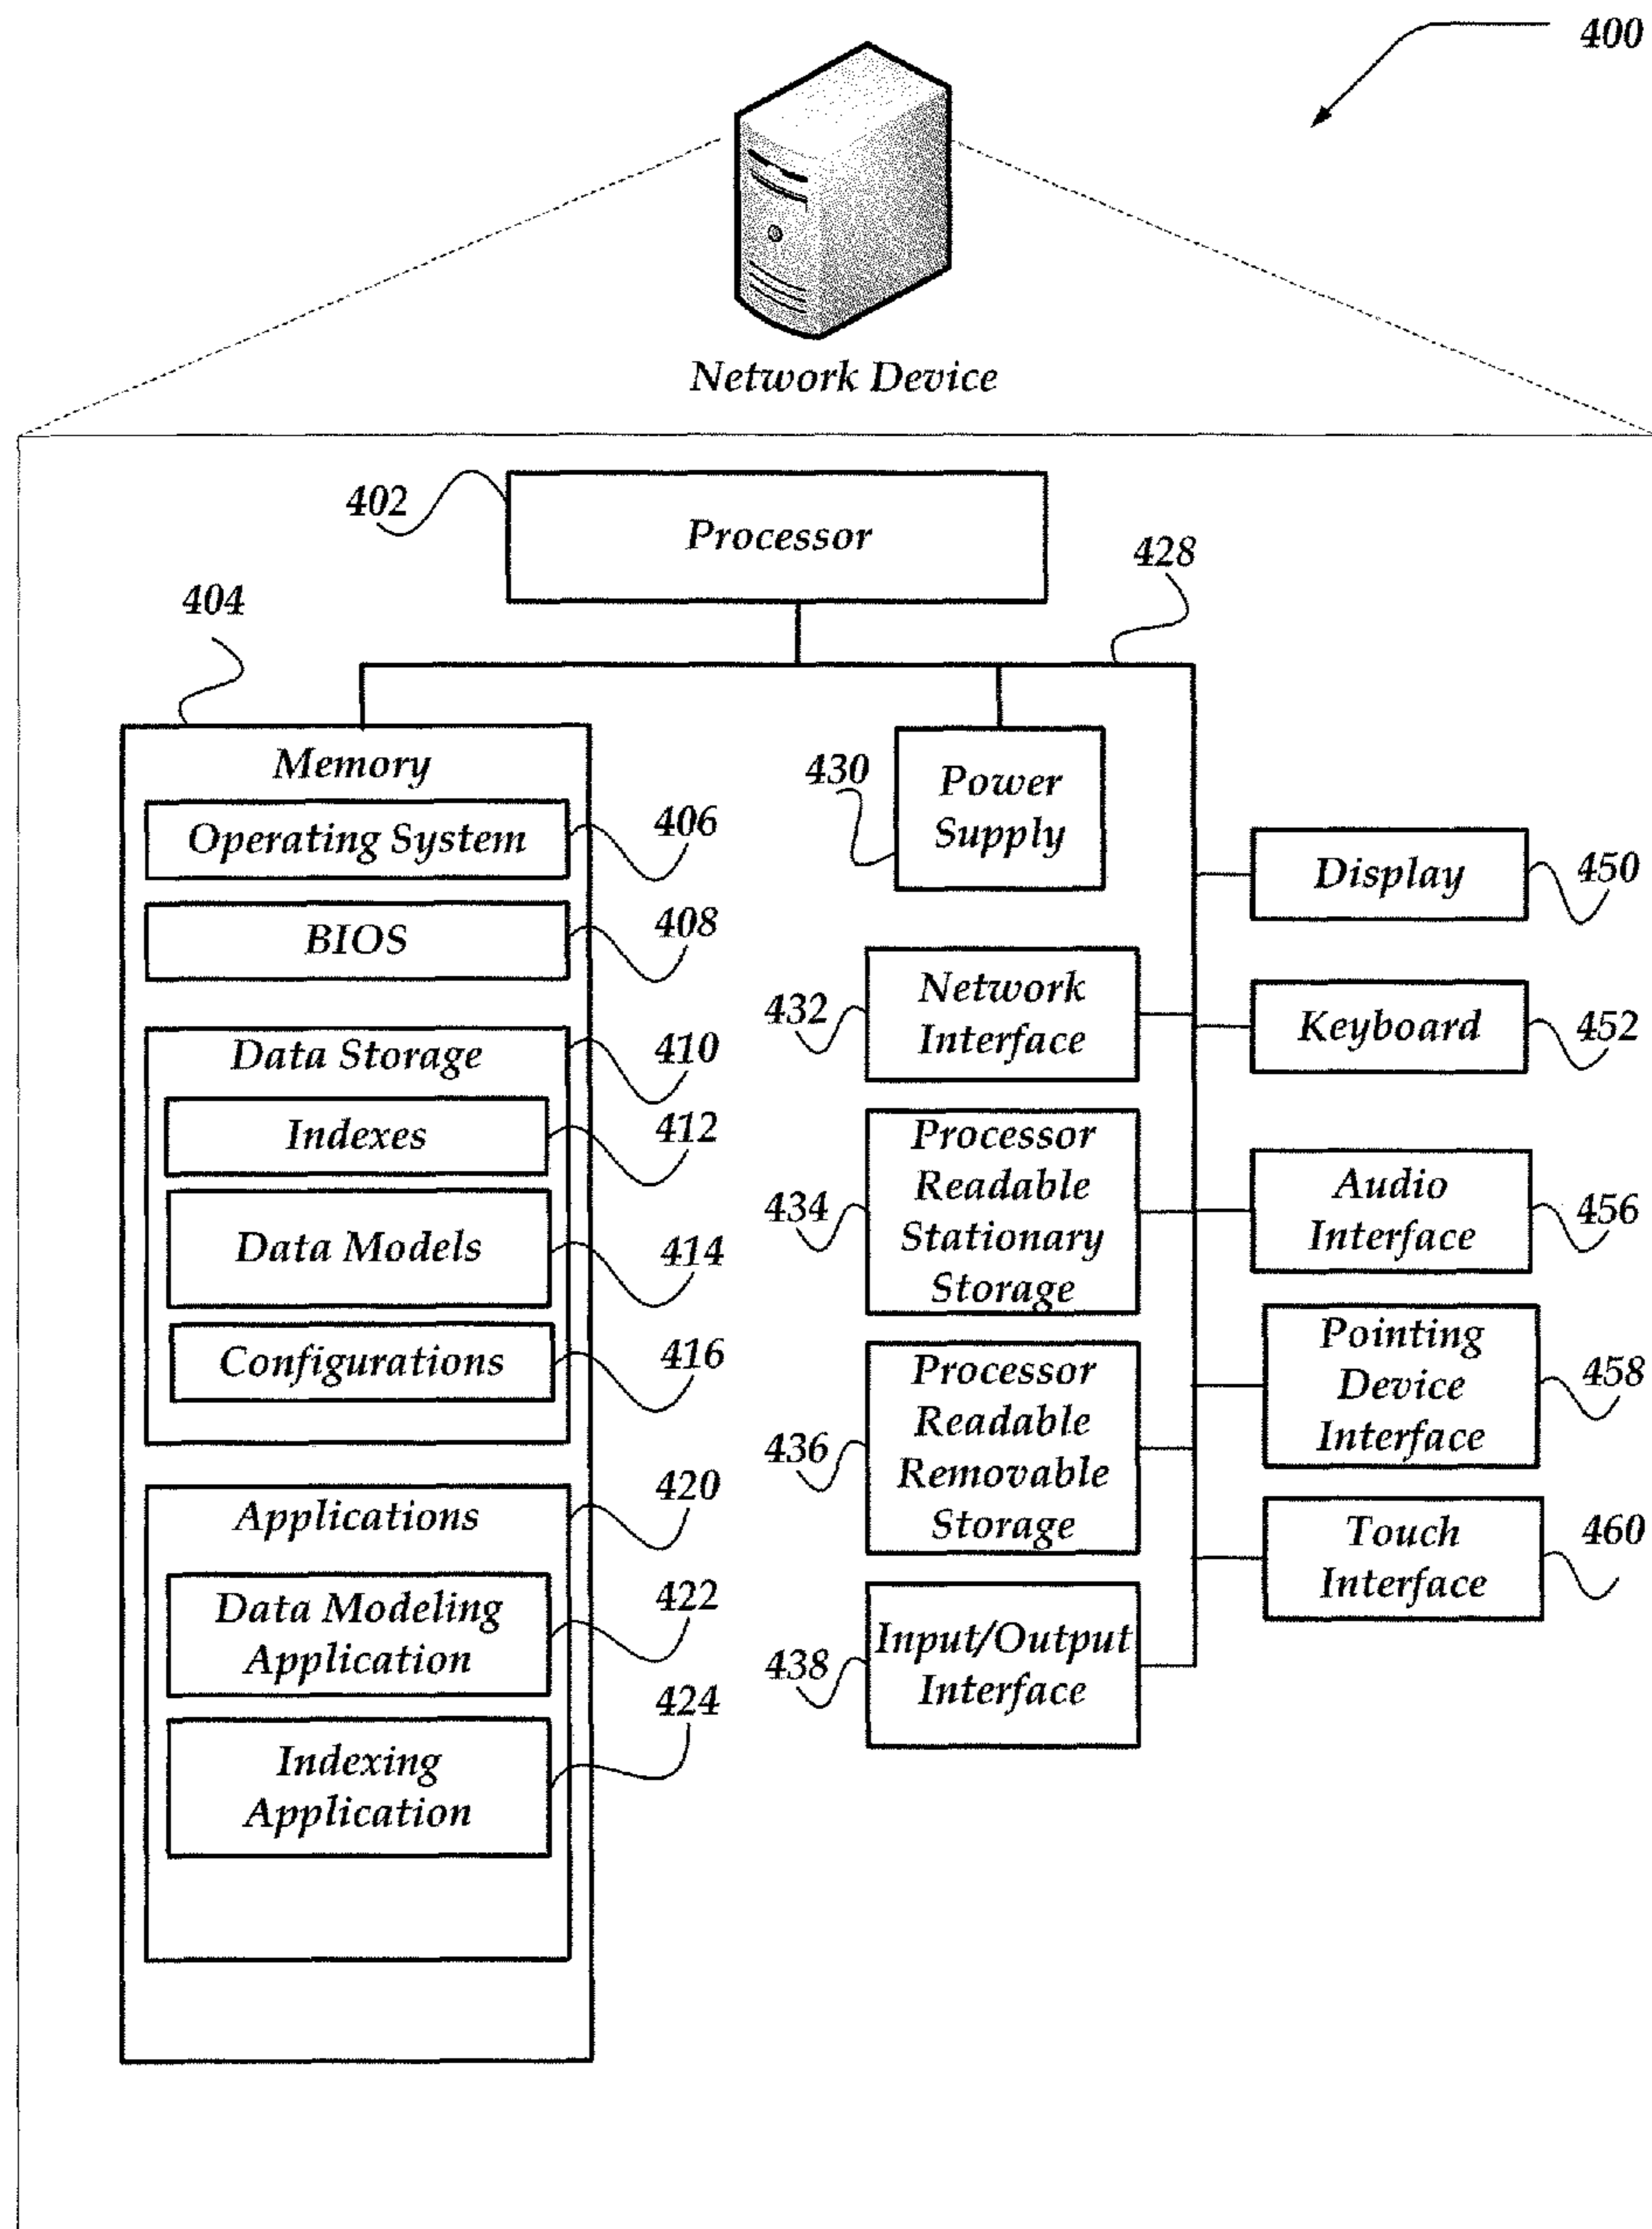 400
Network Device
402
Processor
428
404
Memory
Operating System
406
BIOS
408
Data Storage
410
Indexes
412
Data Models
414
Configurations
416
Applications
420
Data Modeling
Application
422
Indexing
Application
424
430
Power
Supply
432
Network
Interface
434
Processor
Readable
Stationary
Storage
436
Processor
Readable
Removable
Storage
438
Input/Output
Interface
Display
450
Keyboard
452
Audio
Interface
456
Pointing
Device
Interface
458
Touch
Interface
460